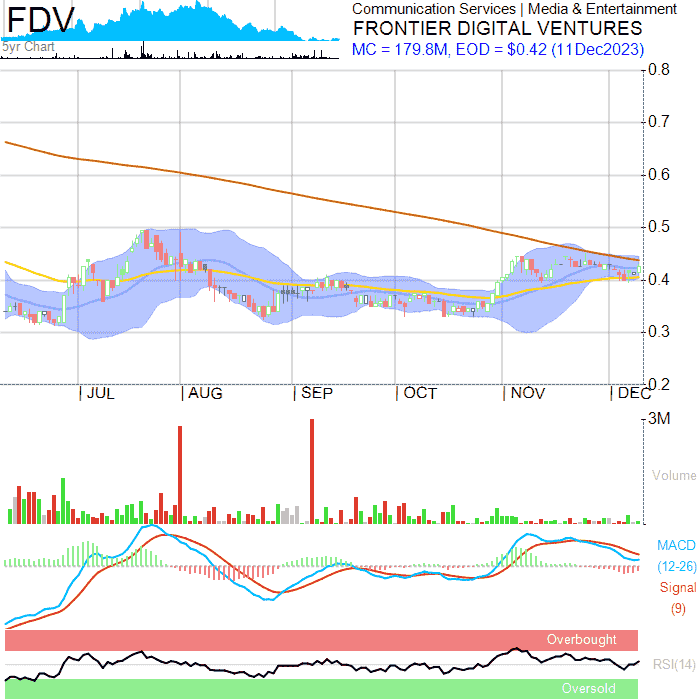 FDV
5yr Chart
Communication Services | Media & Entertainment
FRONTIER DIGITAL VENTURES
MC = 179.8M, EOD = $0.42 (11Dec2023)
0.8
0.7
0.6
0.5
0.4
0.3
0.2
JUL AUG SEP OCT NOV DEC
3M
Volume
MACD
(12-26)
Signal
(9)
Overbought
RSI(14)
Oversold